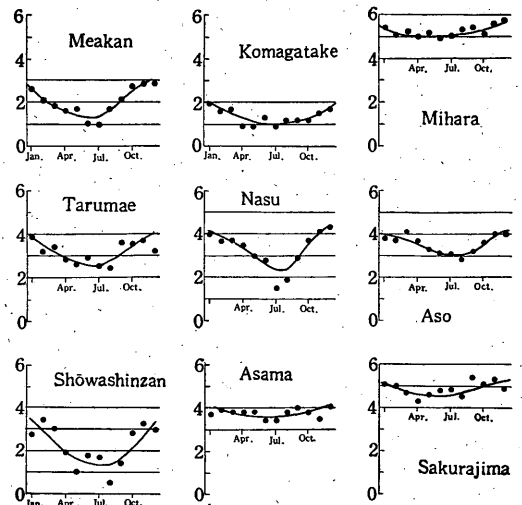 6
4
2
0
Meakan
Jan.
Apr.
Jul.
Oct.
6
4
2
0
Komagatake
Jan.
Apr.
Jul.
Oct.
6
4
2
0
Apr.
Jul.
Oct.
Mihara
6
4
2
0
Tarumae
Apr.
Jul.
Oct.
6
4
2
0
Nasu
Apr.
Jul.
Oct.
6
4
2
0
Apr.
Jul.
Oct.
Aso
6
4
2
0
Shōwashinzan
Jan.
Apr.
Jul.
Oct.
6
4
2
0
Asama
Apr.
Jul.
Oct.
6
4
2
0
Apr.
Jul.
Oct.
Sakurajima